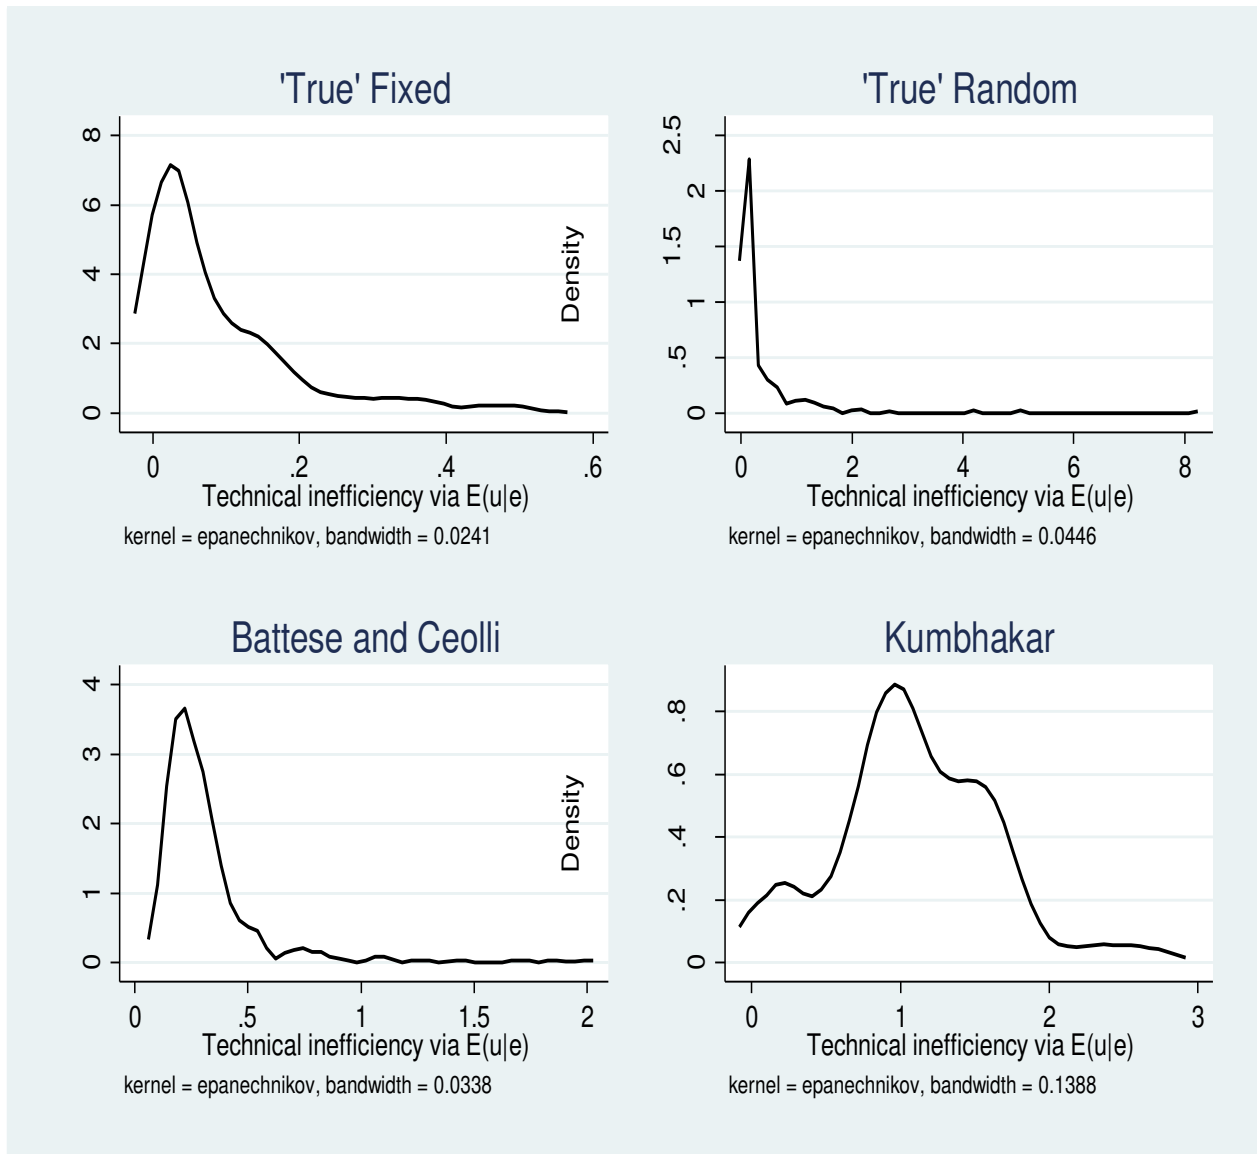 'True' Fixed
8
6
4
2
0
0 .2 .4 .6
Technical inefficiency via E(u|e)
kernel = epanechnikov, bandwidth = 0.0241
'True' Random
Density
2.5
2
1.5
1
.5
0
0 2 4 6 8
Technical inefficiency via E(u|e)
kernel = epanechnikov, bandwidth = 0.0446
Battese and Ceolli
4
3
2
1
0
0 .5 1 1.5 2
Technical inefficiency via E(u|e)
kernel = epanechnikov, bandwidth = 0.0338
Kumbhakar
Density
.8
.6
.4
.2
0
0 1 2 3
Technical inefficiency via E(u|e)
kernel = epanechnikov, bandwidth = 0.1388